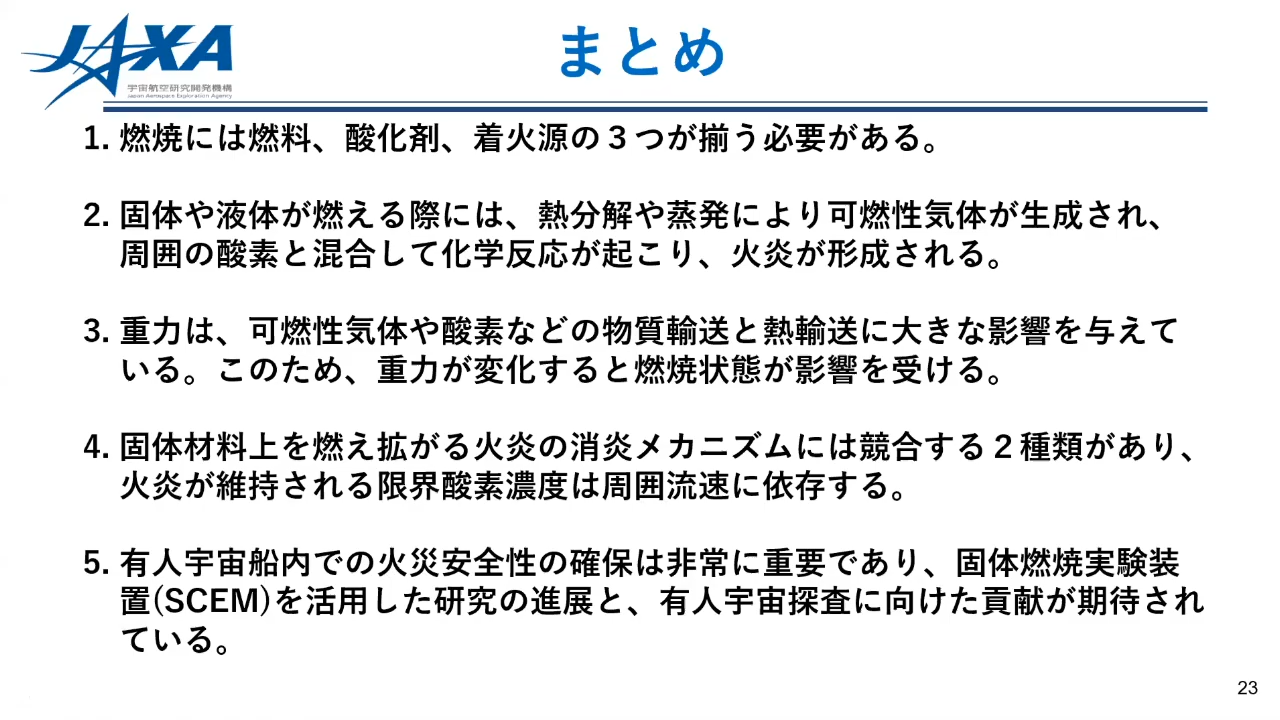 JAXA
宇宙航空研究開発機構
Japan Aerospace Exploration Agency
まとめ
1. 燃焼には燃料、酸化剤、着火源の３つが揃う必要がある。
2. 固体や液体が燃える際には、熱分解や蒸発により可燃性気体が生成され、
周囲の酸素と混合して化学反応が起こり、火炎が形成される。
3. 重力は、可燃性気体や酸素などの物質輸送と熱輸送に大きな影響を与えて
いる。このため、重力が変化すると燃焼状態が影響を受ける。
4. 固体材料上を燃え拡がる火炎の消炎メカニズムには競合する２種類があり、
火炎が維持される限界酸素濃度は周囲流速に依存する。
5. 有人宇宙船内での火災安全性の確保は非常に重要であり、固体燃焼実験装
置(SCEM)を活用した研究の進展と、有人宇宙探査に向けた貢献が期待され
ている。
23